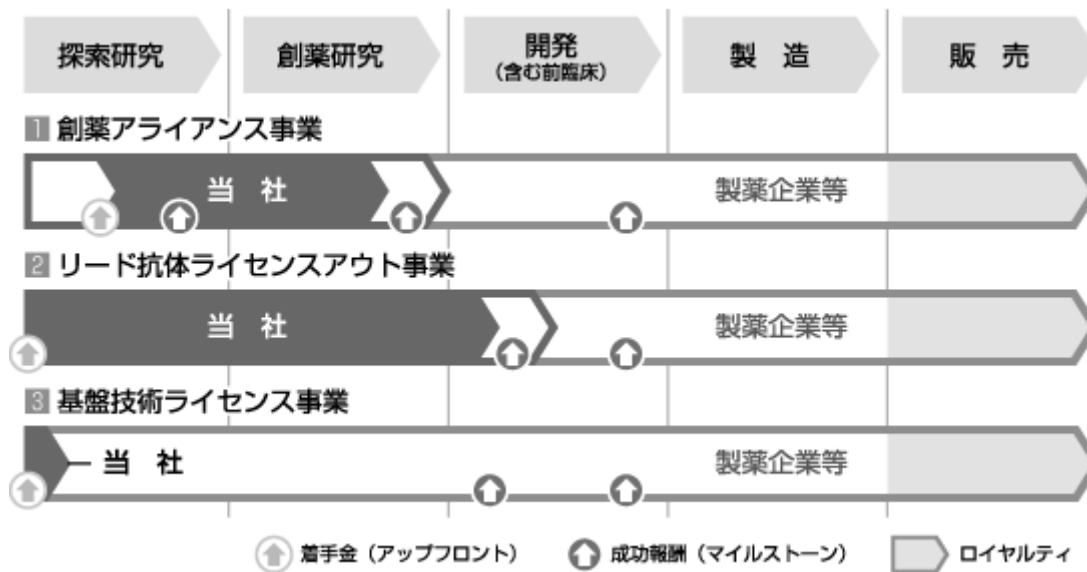 探索研究
創薬研究
開発
(含む前臨床)
製 造
販 売
1 創薬アライアンス事業
当 社
製薬企業等
2 リード抗体ライセンスアウト事業
当 社
製薬企業等
3 基盤技術ライセンス事業
当 社
製薬企業等
着手金（アップフロント）
成功報酬（マイルストーン）
ロイヤルティ